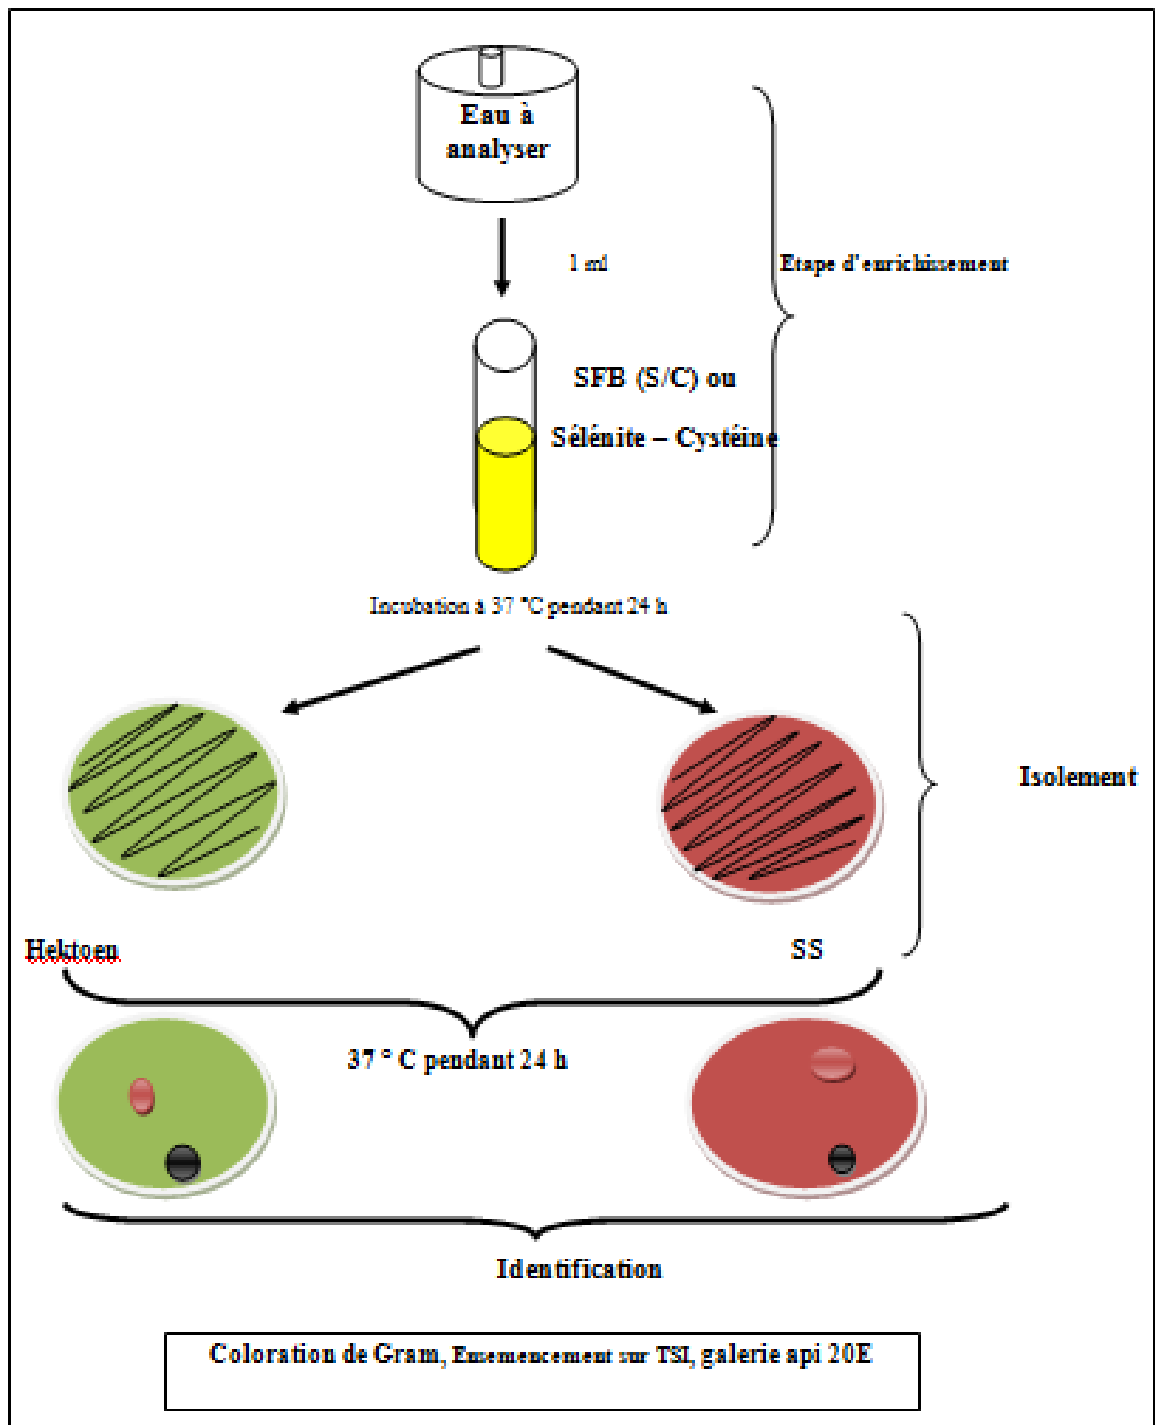 Eau à
analyser
1 ml
Etape d'enrichissement
SFB (S/C) ou
Sélénite – Cystéine
Incubation à 37 °C pendant 24 h
Isolement
Hektoen
SS
37 ° C pendant 24 h
Identification
Coloration de Gram, Ensemencement sur TSI, galerie api 20E